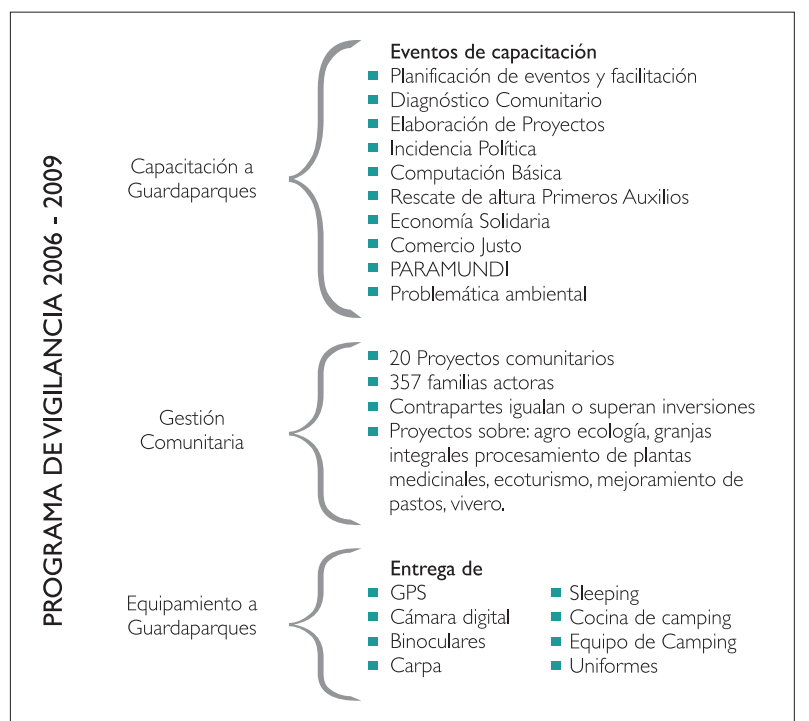 PROGRAMA DEVIGILANCIA 2006 - 2009
Capacitación a
Guardaparques
Eventos de capacitación
Planificación de eventos y facilitación
Diagnóstico Comunitario
Elaboración de Proyectos
Incidencia Política
Computación Básica
Rescate de altura Primeros Auxilios
Economía Solidaria
Comercio Justo
PARAMUNDI
Problemática ambiental
Gestión
Comunitaria
20 Proyectos comunitarios
357 familias actoras
Contrapartes igualan o superan inversiones
Proyectos sobre: agro ecología, granjas
integrales procesamiento de plantas
medicinales, ecoturismo, mejoramiento de
pastos, vivero.
Equipamiento a
Guardaparques
Entrega de
GPS
Cámara digital
Binoculares
Carpa
Sleeping
Cocina de camping
Equipo de Camping
Uniformes